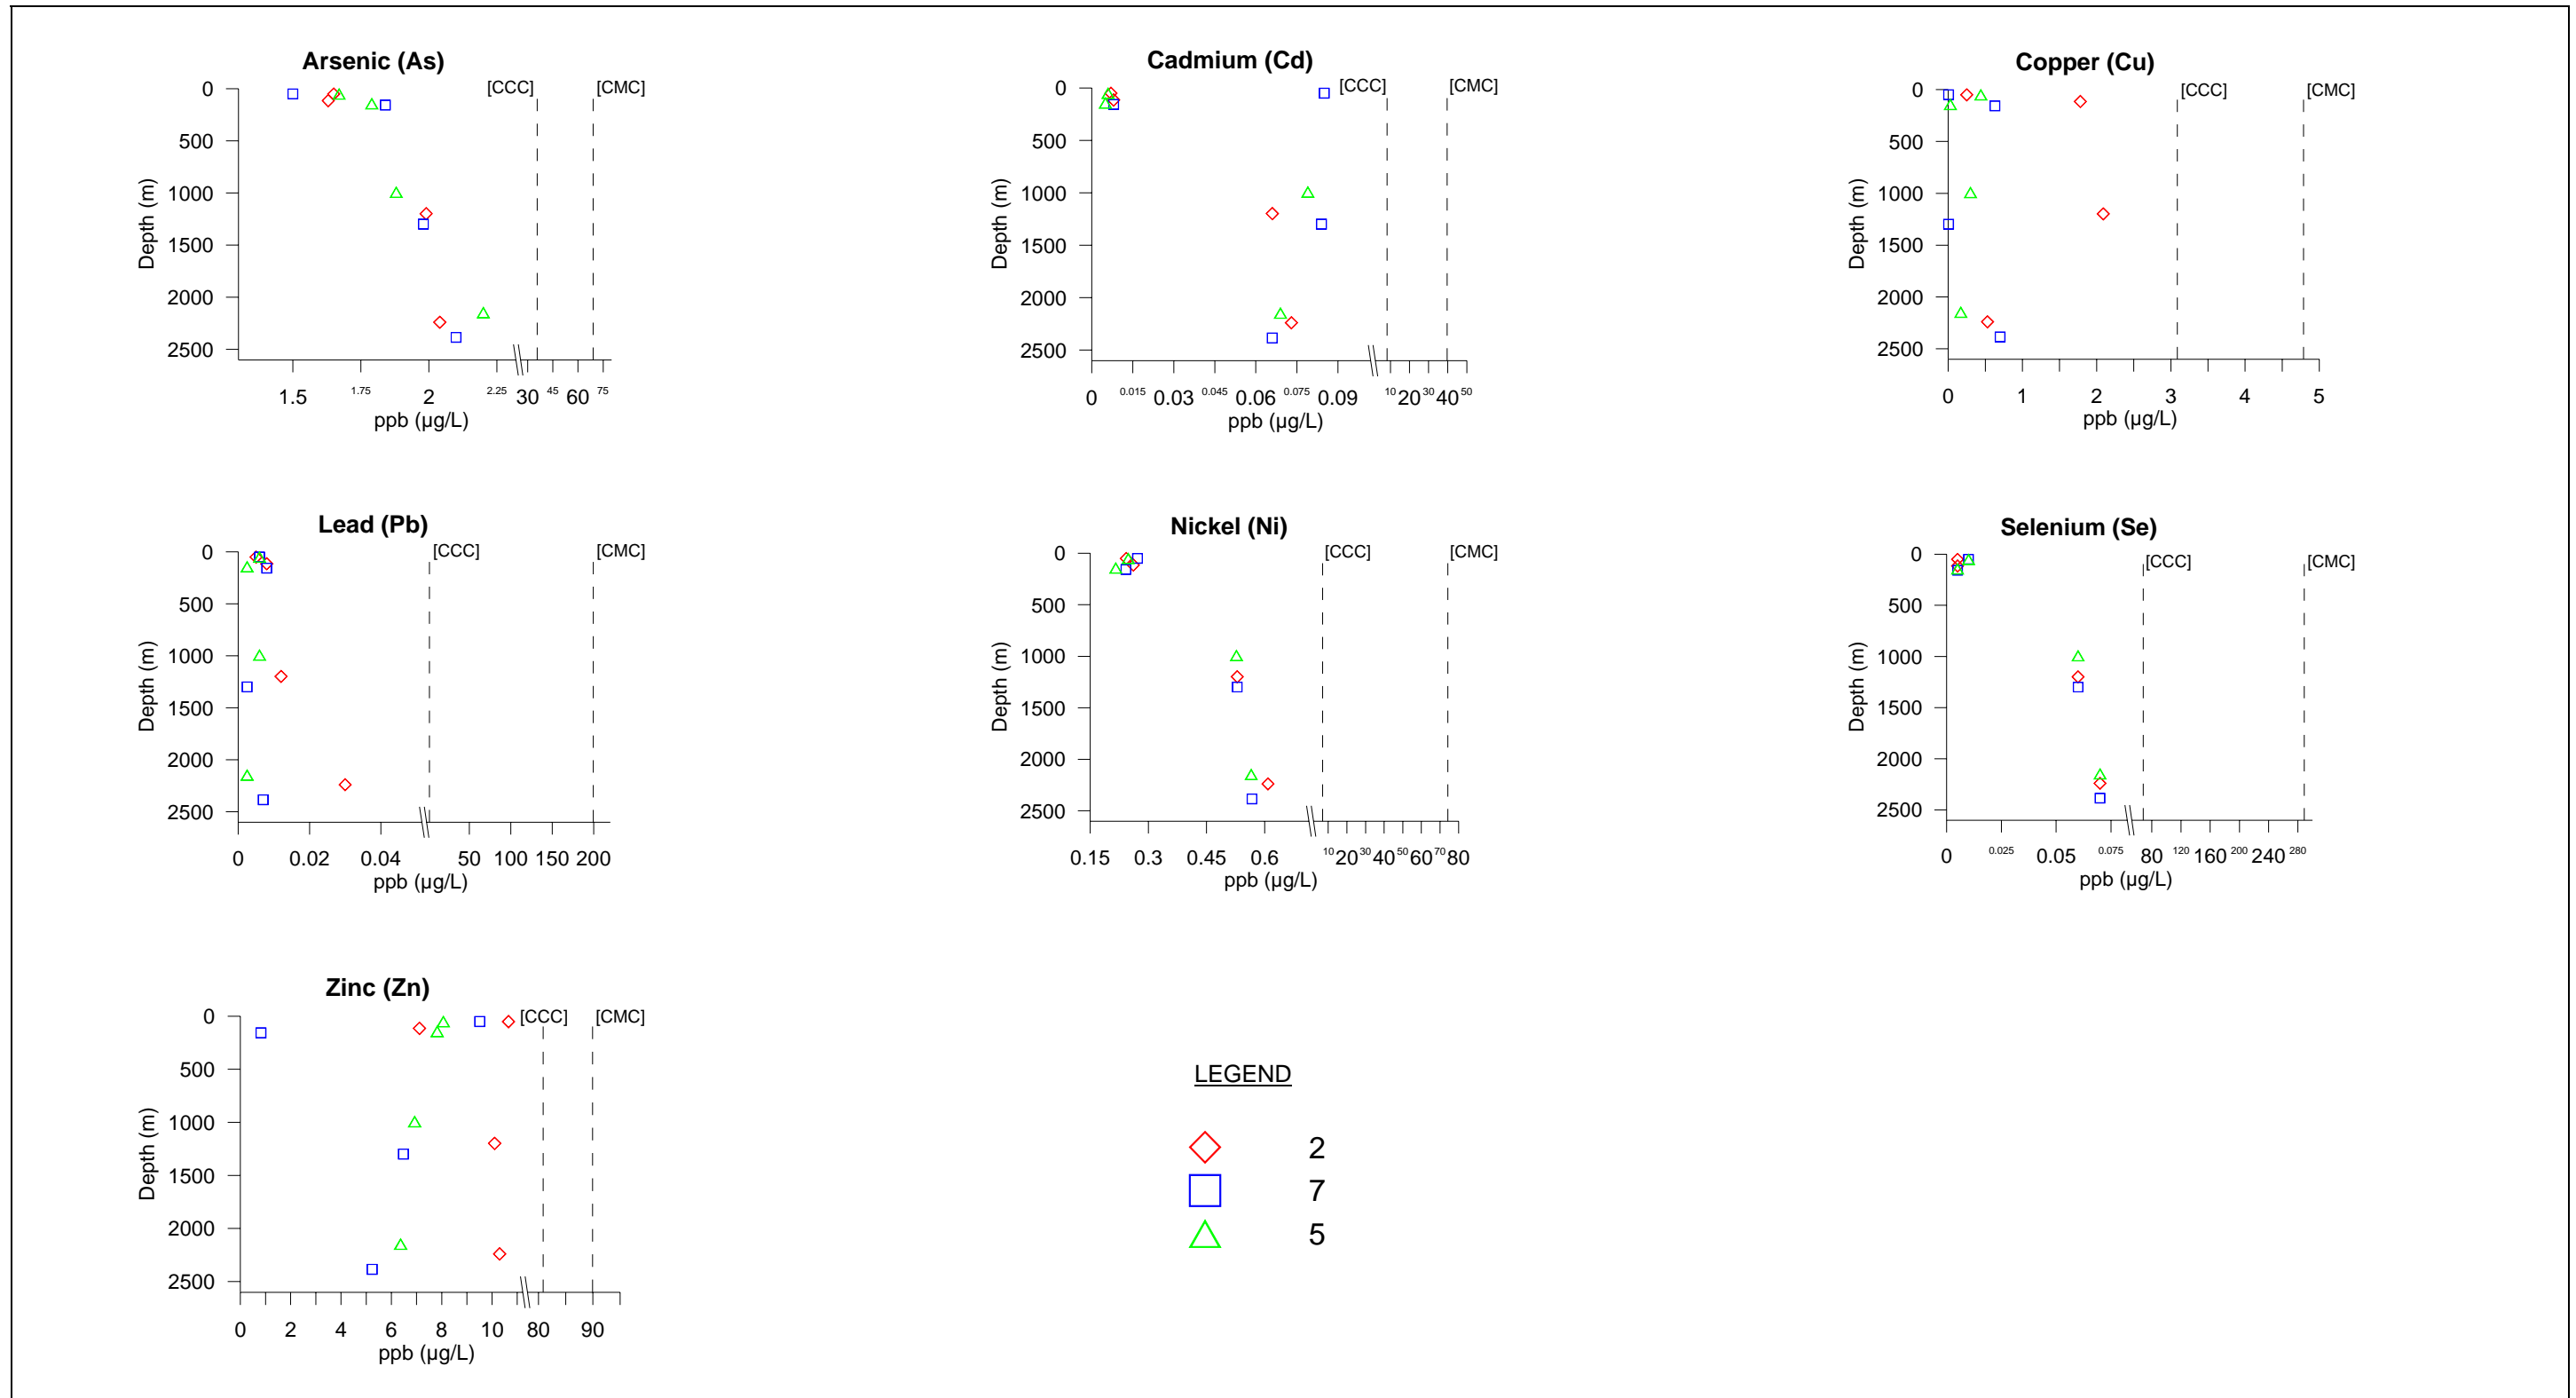 Arsenic (As)
[CCC] [CMC]
0
500
1000
1500
2000
2500
Depth (m)
1.5 1.75 2 2.25 30 45 60 75
ppb (µg/L)
Cadmium (Cd)
[CCC] [CMC]
0
500
1000
1500
2000
2500
Depth (m)
0 0.015 0.03 0.045 0.06 0.075 0.09 10 20 30 40 50
ppb (µg/L)
Copper (Cu)
[CCC] [CMC]
0
500
1000
1500
2000
2500
Depth (m)
0 1 2 3 4 5
ppb (µg/L)
Lead (Pb)
[CCC] [CMC]
0
500
1000
1500
2000
2500
Depth (m)
0 0.02 0.04 50 100 150 200
ppb (µg/L)
Nickel (Ni)
[CCC] [CMC]
0
500
1000
1500
2000
2500
Depth (m)
0.15 0.3 0.45 0.6 10 20 30 40 50 60 70 80
ppb (µg/L)
Selenium (Se)
[CCC] [CMC]
0
500
1000
1500
2000
2500
Depth (m)
0 0.025 0.05 0.075 80 120 160 200 240 280
ppb (µg/L)
Zinc (Zn)
[CCC] [CMC]
0
500
1000
1500
2000
2500
Depth (m)
0 2 4 6 8 10 80 90
ppb (µg/L)
LEGEND
2
7
5